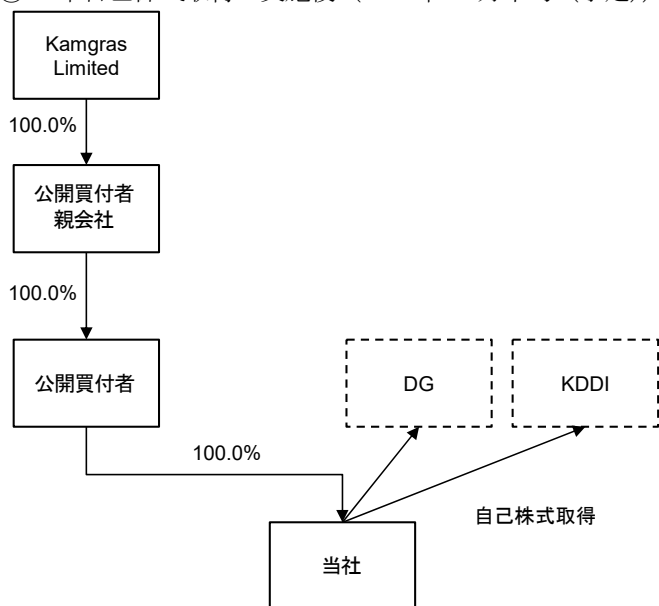 Kamgras
Limited
100.0%
公開買付者
親会社
100.0%
公開買付者
DG
KDDI
100.0%
自己株式取得
当社